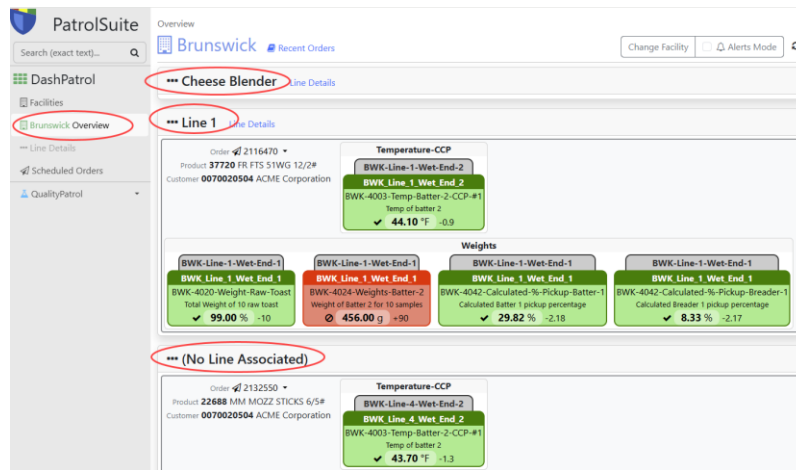 PatrolSuite
Search (exact text)...
DashPatrol
Facilities
Brunswick Overview
Line Details
Scheduled Orders
QualityPatrol
Overview
Brunswick Recent Orders
Change Facility Alerts Mode
Cheese Blender Line Details
Line 1 Line Details
Order 2116470
Product 37720 FR FTS 51WG 12/2#
Customer 0070020504 ACME Corporation
Temperature-CCP
BWK-Line-1-Wet-End-2
BWK_Line_1_Wet_End_2
BWK-4003-Temp-Batter-2-CCP-#1
Temp of batter 2
44.10 °F -0.9
Weights
BWK-Line-1-Wet-End-1
BWK_Line_1_Wet_End_1
BWK-4020-Weight-Raw-Toast
Total Weight of 10 raw toast
99.00 % -10
BWK-Line-1-Wet-End-1
BWK_Line_1_Wet_End_1
BWK-4024-Weights-Batter-2
Weight of Batter 2 for 10 samples
456.00 g +90
BWK-Line-1-Wet-End-1
BWK_Line_1_Wet_End_1
BWK-4042-Calculated-%-Pickup-Batter-1
Calculated Batter 1 pickup percentage
29.82 % -2.18
BWK-Line-1-Wet-End-1
BWK_Line_1_Wet_End_1
BWK-4042-Calculated-%-Pickup-Breader-1
Calculated Breader 1 pickup percentage
8.33 % -2.17
(No Line Associated)
Order 2132550
Product 22688 MM MOZZ STICKS 6/5#
Customer 0070020504 ACME Corporation
Temperature-CCP
BWK-Line-4-Wet-End-2
BWK_Line_4_Wet_End_2
BWK-4003-Temp-Batter-2-CCP-#1
Temp of batter 2
43.70 °F -1.3